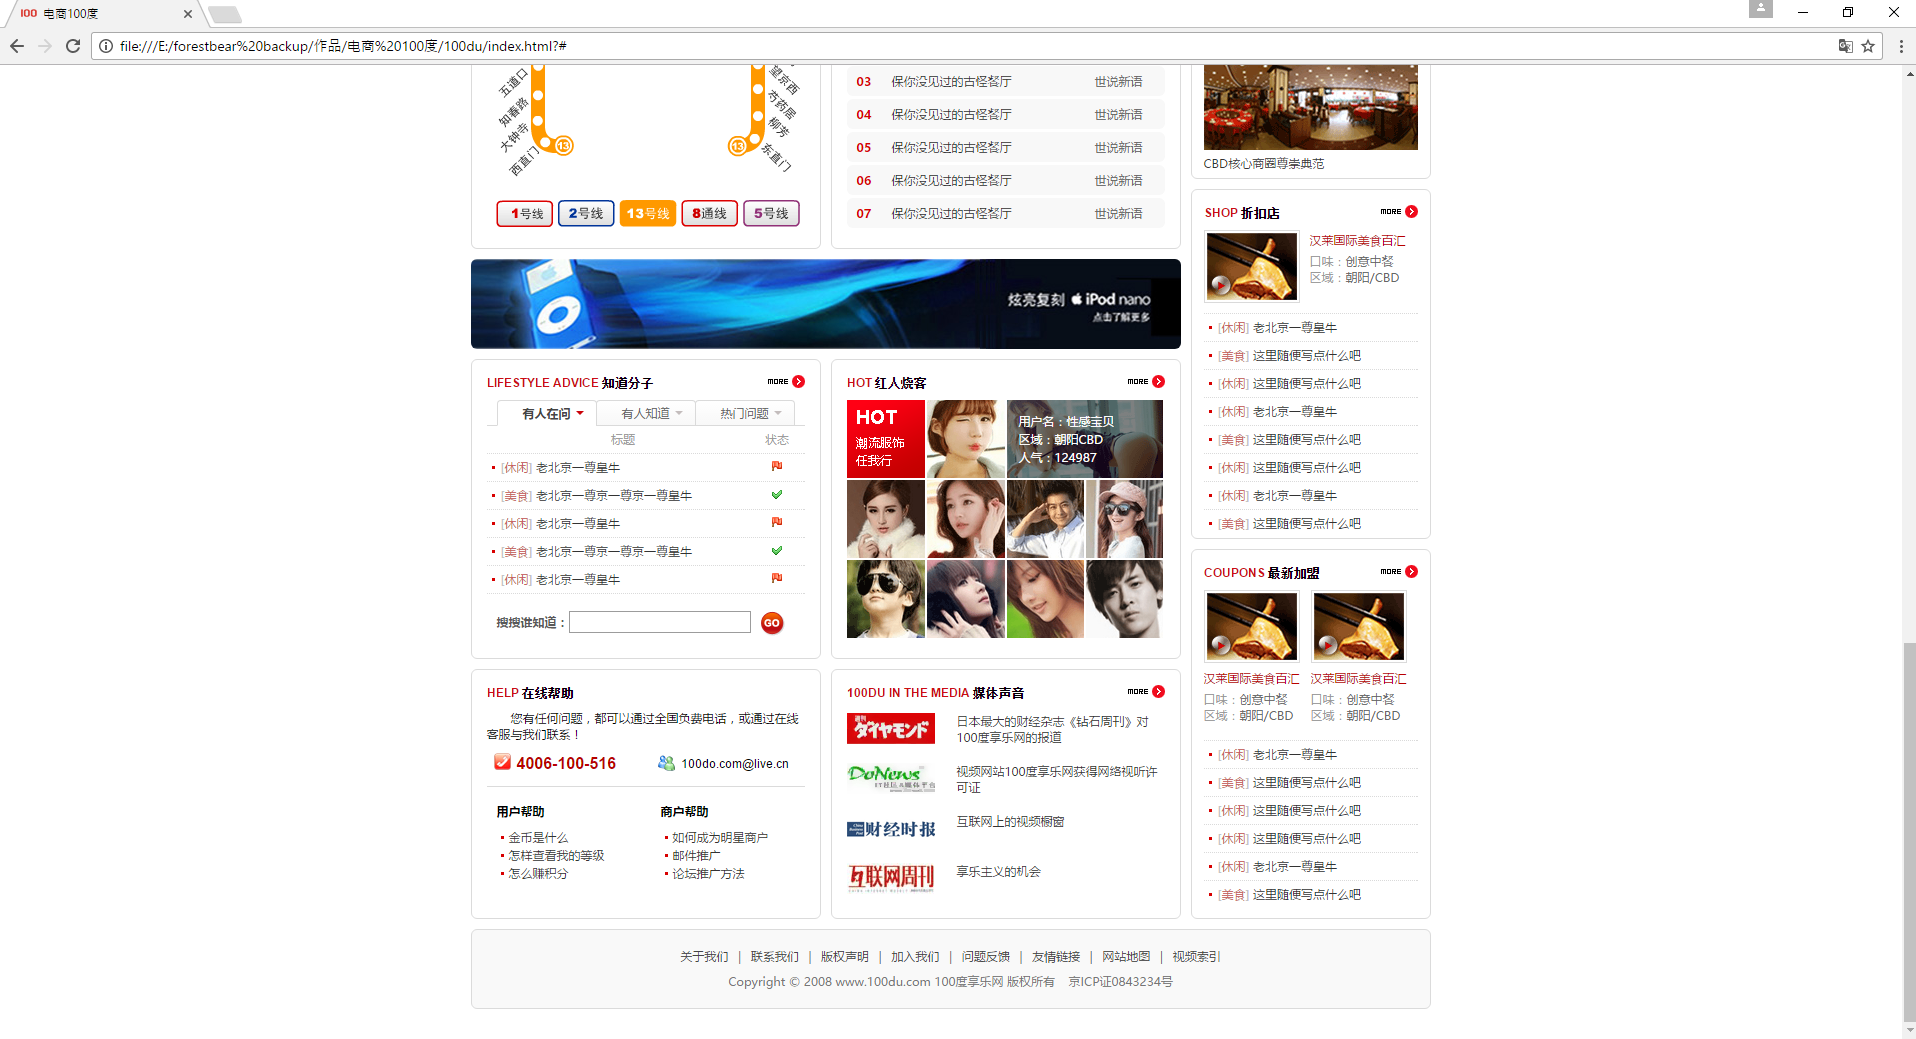 100 电商100度
file:///E:/forestbear%20backup/作品/电商%20100度/100du/index.html?#
五道口
知春路
大钟寺
西直门
13
望京西
芍药居
柳芳
东直门
13
1号线 2号线 13号线 8通线 5号线
03 保你没见过的古怪餐厅 世说新语
04 保你没见过的古怪餐厅 世说新语
05 保你没见过的古怪餐厅 世说新语
06 保你没见过的古怪餐厅 世说新语
07 保你没见过的古怪餐厅 世说新语
CBD核心商圈尊崇典范
炫亮复刻 iPod nano
点击了解更多
SHOP 折扣店 MORE
汉莱国际美食百汇
口味：创意中餐
区域：朝阳/CBD
[休闲] 老北京一尊皇牛
[美食] 这里随便写点什么吧
[休闲] 这里随便写点什么吧
[休闲] 老北京一尊皇牛
[美食] 这里随便写点什么吧
[休闲] 这里随便写点什么吧
[休闲] 老北京一尊皇牛
[美食] 这里随便写点什么吧
LIFESTYLE ADVICE 知道分子 MORE
有人在问 有人知道 热门问题
标题 状态
[休闲] 老北京一尊皇牛
[美食] 老北京一尊京一尊京一尊皇牛
[休闲] 老北京一尊皇牛
[美食] 老北京一尊京一尊京一尊皇牛
[休闲] 老北京一尊皇牛
搜搜谁知道： GO
HOT 红人烧客 MORE
HOT
潮流服饰
任我行
用户名：性感宝贝
区域：朝阳CBD
人气：124987
COUPONS 最新加盟 MORE
汉莱国际美食百汇 汉莱国际美食百汇
口味：创意中餐 口味：创意中餐
区域：朝阳/CBD 区域：朝阳/CBD
[休闲] 老北京一尊皇牛
[美食] 这里随便写点什么吧
[休闲] 这里随便写点什么吧
[休闲] 这里随便写点什么吧
[休闲] 老北京一尊皇牛
[美食] 这里随便写点什么吧
HELP 在线帮助
您有任何问题，都可以通过全国负费电话，或通过在线
客服与我们联系！
4006-100-516 100do.com@live.cn
用户帮助 商户帮助
金币是什么 如何成为明星商户
怎样查看我的等级 邮件推广
怎么赚积分 论坛推广方法
100DU IN THE MEDIA 媒体声音 MORE
ダイヤモンド
日本最大的财经杂志《钻石周刊》对
100度享乐网的报道
DoNews
视频网站100度享乐网获得网络视听许
可证
财经时报
互联网上的视频橱窗
互联网周刊
享乐主义的机会
关于我们 | 联系我们 | 版权声明 | 加入我们 | 问题反馈 | 友情链接 | 网站地图 | 视频索引
Copyright © 2008 www.100du.com 100度享乐网 版权所有 京ICP证0843234号